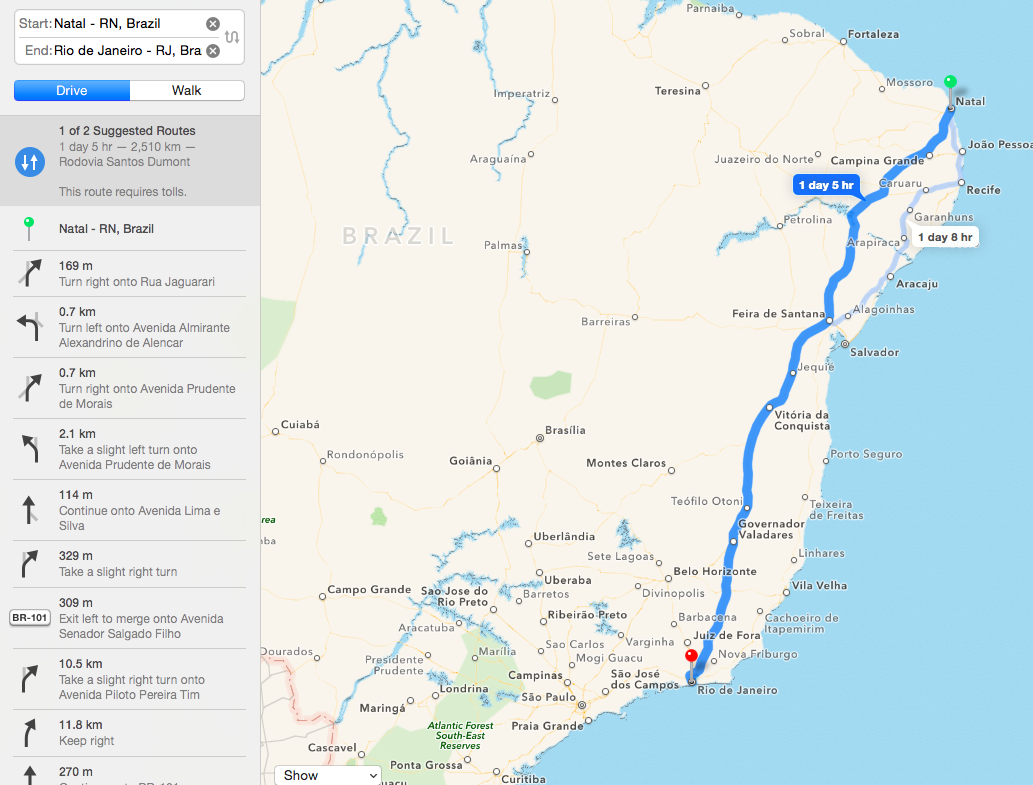 Start: Natal - RN, Brazil
End: Rio de Janeiro - RJ, Bra
Drive
Walk
1 of 2 Suggested Routes
1 day 5 hr — 2,510 km —
Rodovia Santos Dumont
This route requires tolls.
Natal - RN, Brazil
169 m
Turn right onto Rua Jaguarari
0.7 km
Turn left onto Avenida Almirante
Alexandrino de Alencar
0.7 km
Turn right onto Avenida Prudente
de Morais
2.1 km
Take a slight left turn onto
Avenida Prudente de Morais
114 m
Continue onto Avenida Lima e
Silva
329 m
Take a slight right turn
BR-101
309 m
Exit left to merge onto Avenida
Senador Salgado Filho
10.5 km
Take a slight right turn onto
Avenida Piloto Pereira Tim
11.8 km
Keep right
270 m
Parnaíba
Sobral
Fortaleza
Mossoro
Teresina
Imperatriz
Natal
João Pessoa
Araguaína
Juazeiro do Norte
Campina Grande
1 day 5 hr
Caruaru
Recife
Garanhuns
Petrolina
BRAZIL
Palmas
Arapiraca
1 day 8 hr
Aracaju
Alagoinhas
Feira de Santana
Barreiras
Salvador
Jequié
Vitória da
Conquista
Cuiabá
Brasília
Rondonópolis
Goiânia
Montes Claros
Porto Seguro
Teófilo Otoni
Teixeira
de Freitas
rea
Governador
Valadares
Uberlândia
Sete Lagoas
Linhares
Belo Horizonte
Uberaba
Vila Velha
Campo Grande
Sao Jose do
Rio Preto
Barretos
Divinopolis
Ribeirão Preto
Barbacena
Cachoeiro de
Itapemirim
Aracatuba
Varginha
Juiz de Fora
Sao Carlos
Dourados
Marília
Mogi Guacu
Nova Friburgo
Presidente
Prudente
Campinas
São José
dos Campos
Londrina
São Paulo
Rio de Janeiro
Maringá
Praia Grande
Atlantic Forest
South-East
Reserves
Cascavel
Ponta Grossa
Show
Curitiba